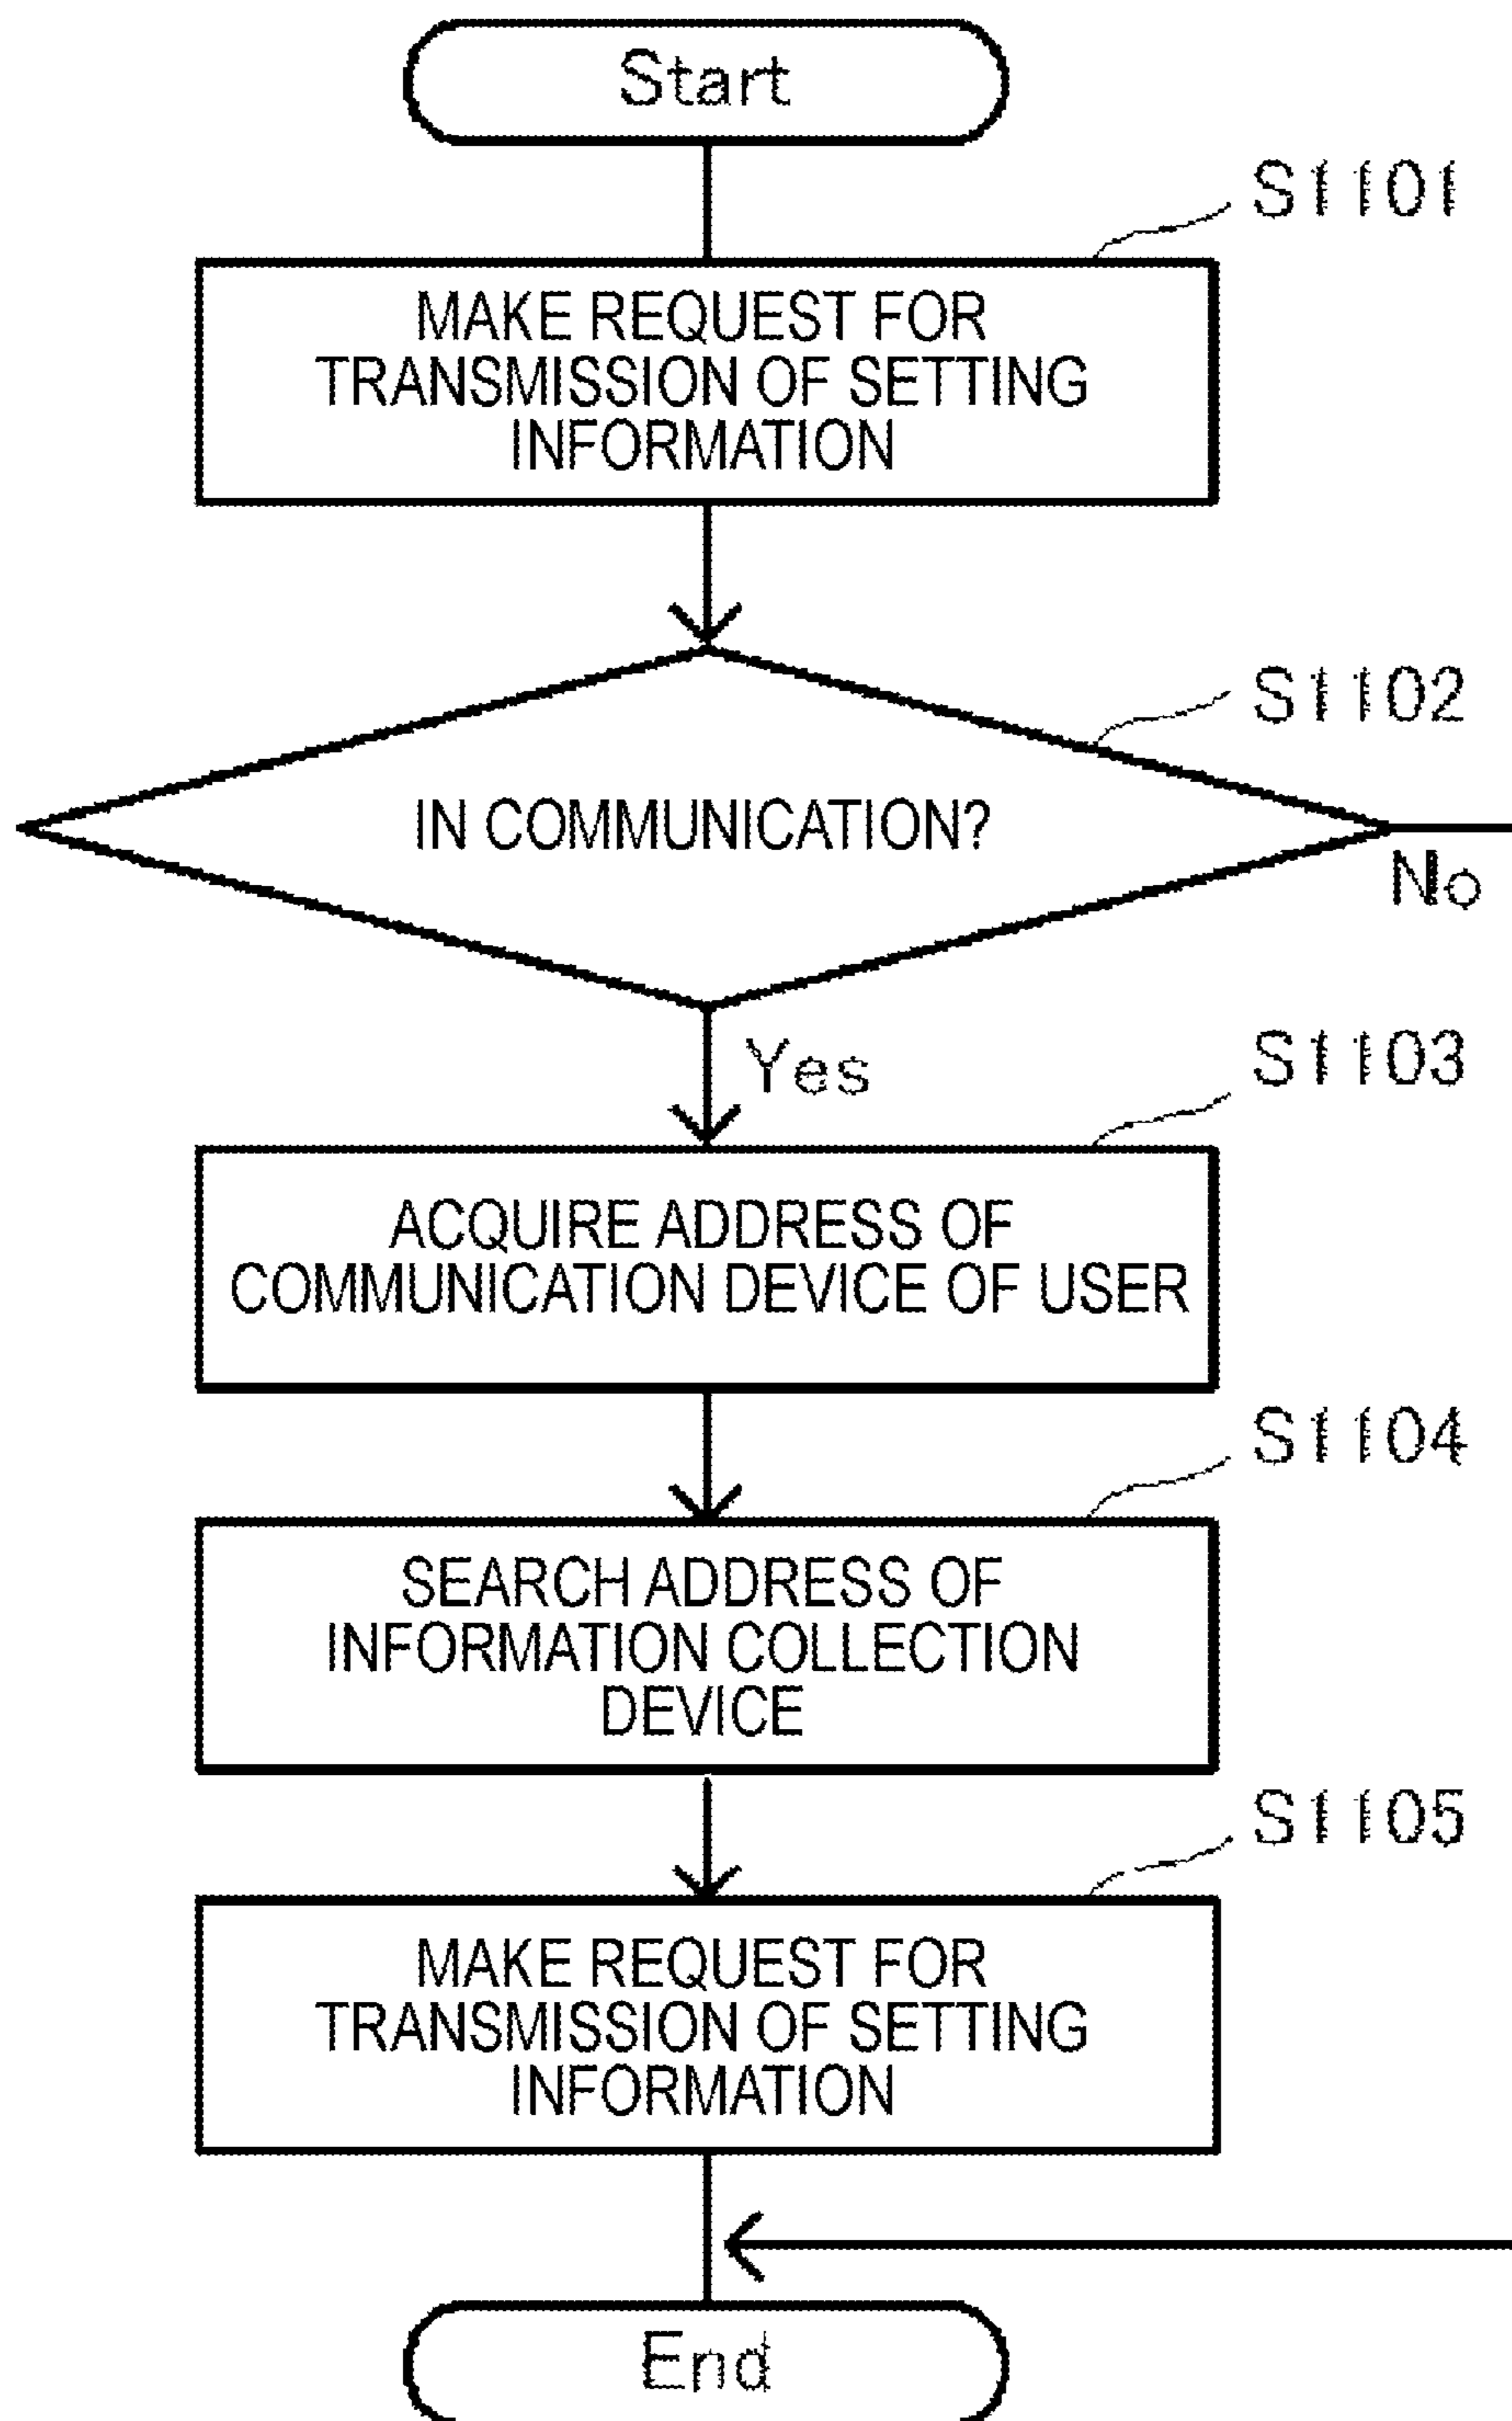 Start
S1101
MAKE REQUEST FOR
TRANSMISSION OF SETTING
INFORMATION
S1102
IN COMMUNICATION?
No
Yes
S1103
ACQUIRE ADDRESS OF
COMMUNICATION DEVICE OF USER
S1104
SEARCH ADDRESS OF
INFORMATION COLLECTION
DEVICE
S1105
MAKE REQUEST FOR
TRANSMISSION OF SETTING
INFORMATION
End